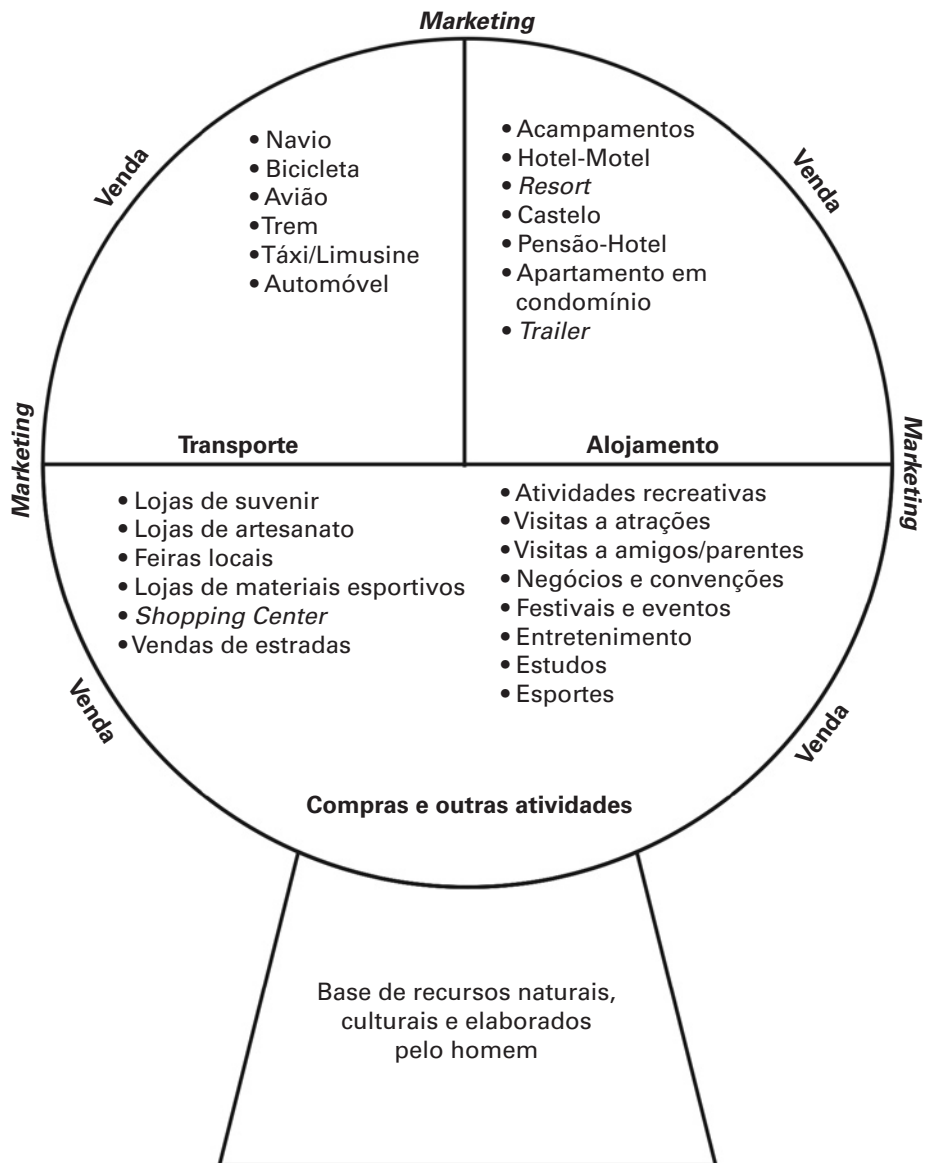 Marketing
Venda
Venda
• Navio
• Bicicleta
• Avião
• Trem
• Táxi/Limusine
• Automóvel
• Acampamentos
• Hotel-Motel
• Resort
• Castelo
• Pensão-Hotel
• Apartamento em
condomínio
• Trailer
Marketing
Transporte
Alojamento
Marketing
• Lojas de suvenir
• Lojas de artesanato
• Feiras locais
• Lojas de materiais esportivos
• Shopping Center
• Vendas de estradas
• Atividades recreativas
• Visitas a atrações
• Visitas a amigos/parentes
• Negócios e convenções
• Festivais e eventos
• Entretenimento
• Estudos
• Esportes
Venda
Venda
Compras e outras atividades
Base de recursos naturais,
culturais e elaborados
pelo homem